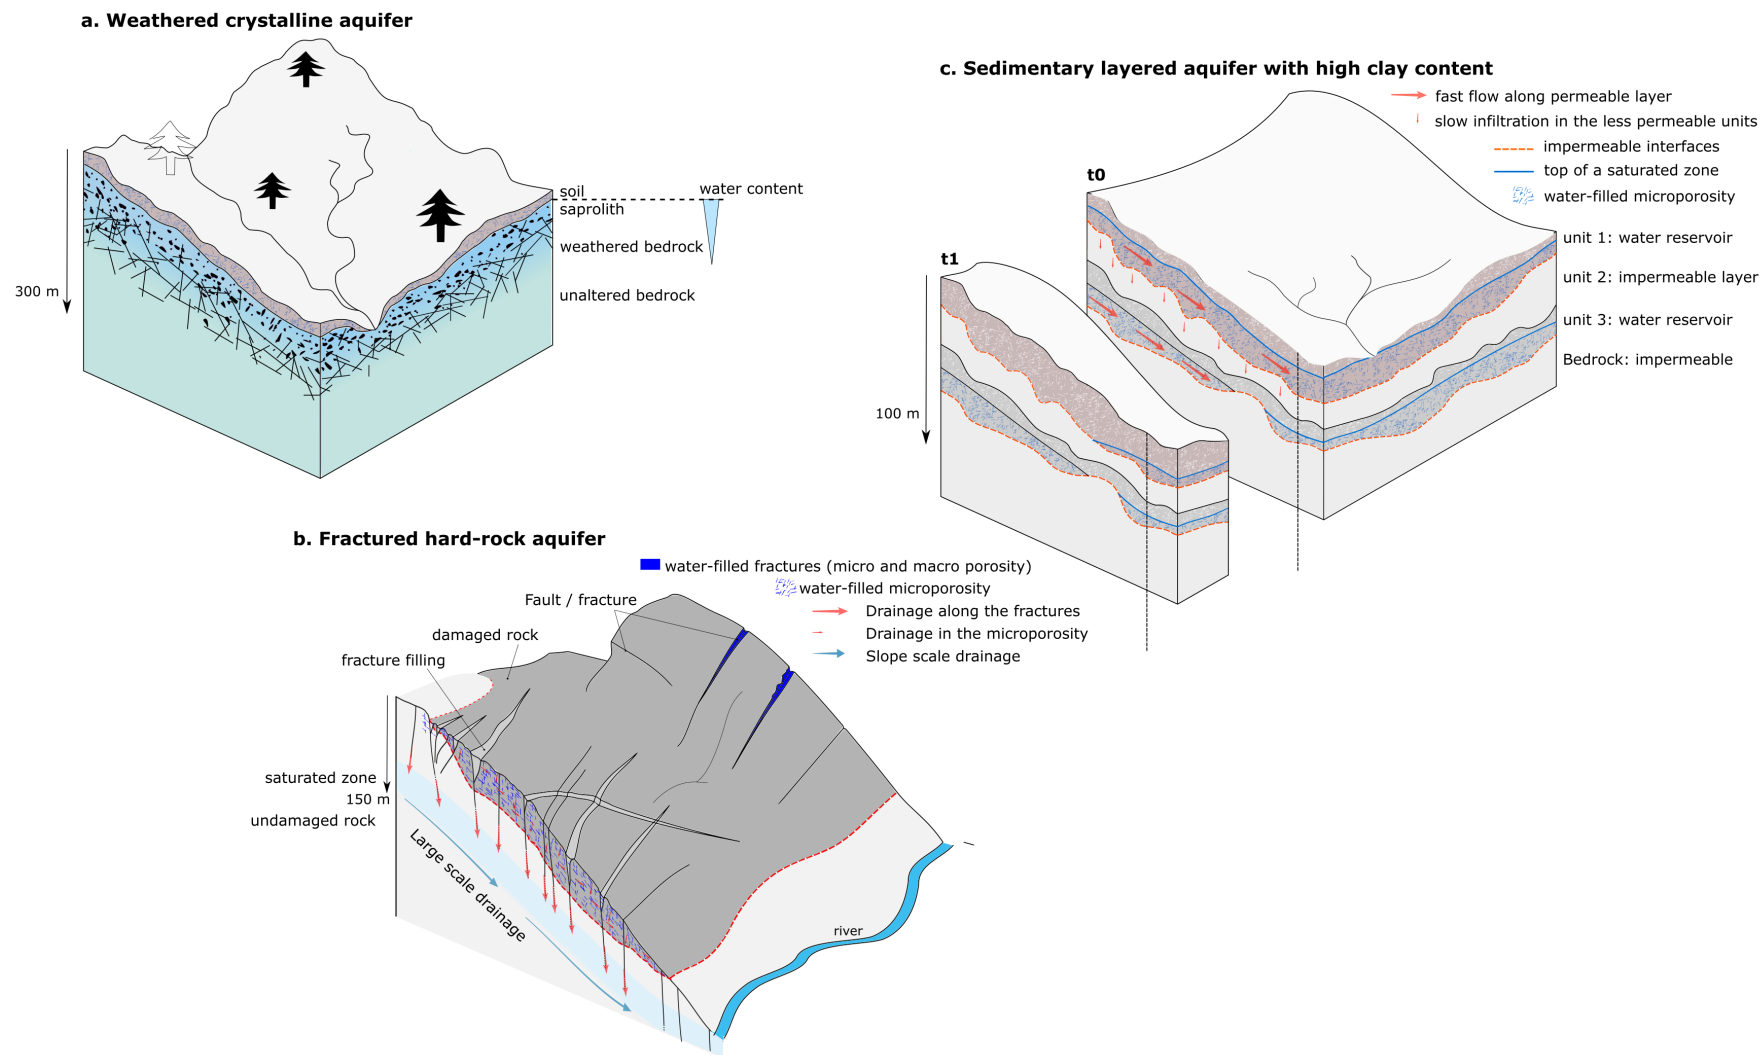 a. Weathered crystalline aquifer
soil
water content
saprolith
weathered bedrock
unaltered bedrock
300 m
c. Sedimentary layered aquifer with high clay content
fast flow along permeable layer
slow infiltration in the less permeable units
impermeable interfaces
top of a saturated zone
water-filled microporosity
t0
unit 1: water reservoir
unit 2: impermeable layer
unit 3: water reservoir
Bedrock: impermeable
t1
100 m
b. Fractured hard-rock aquifer
water-filled fractures (micro and macro porosity)
water-filled microporosity
Drainage along the fractures
Drainage in the microporosity
Slope scale drainage
Fault / fracture
damaged rock
fracture filling
saturated zone
150 m
undamaged rock
Large scale drainage
river